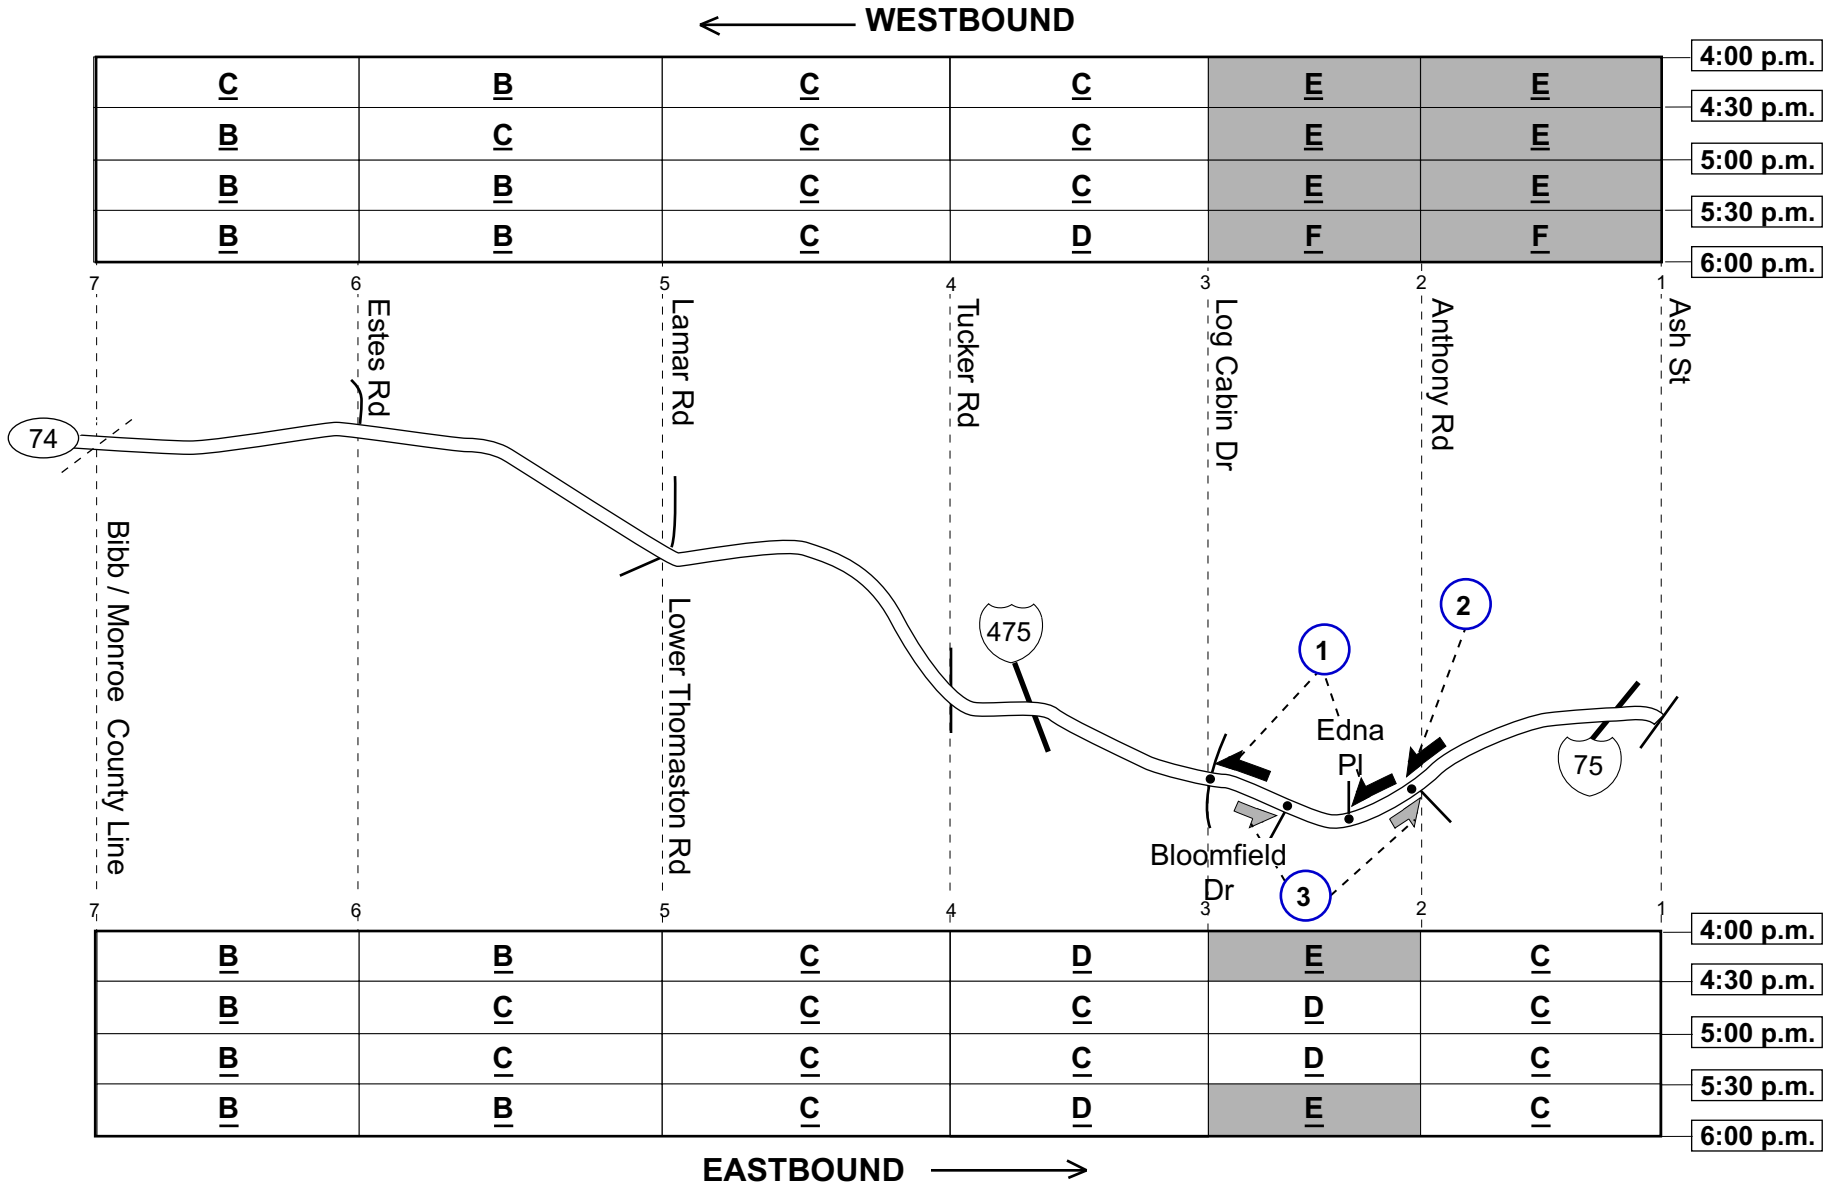 WESTBOUND
4:00 p.m.
C B C C E E
4:30 p.m.
B C C C E E
5:00 p.m.
B B C C E E
5:30 p.m.
B B C D F F
6:00 p.m.
7 6 5 4 3 2 1
Estes Rd
Lamar Rd
Tucker Rd
Log Cabin Dr
Anthony Rd
Ash St
74
Bibb / Monroe County Line
Lower Thomaston Rd
475
1
2
Edna
Pl
75
Bloomfield
Dr
3
7 6 5 4 3 2 1
4:00 p.m.
B B C D E C
4:30 p.m.
B C C C D C
5:00 p.m.
B C C C D C
5:30 p.m.
B B C D E C
6:00 p.m.
EASTBOUND